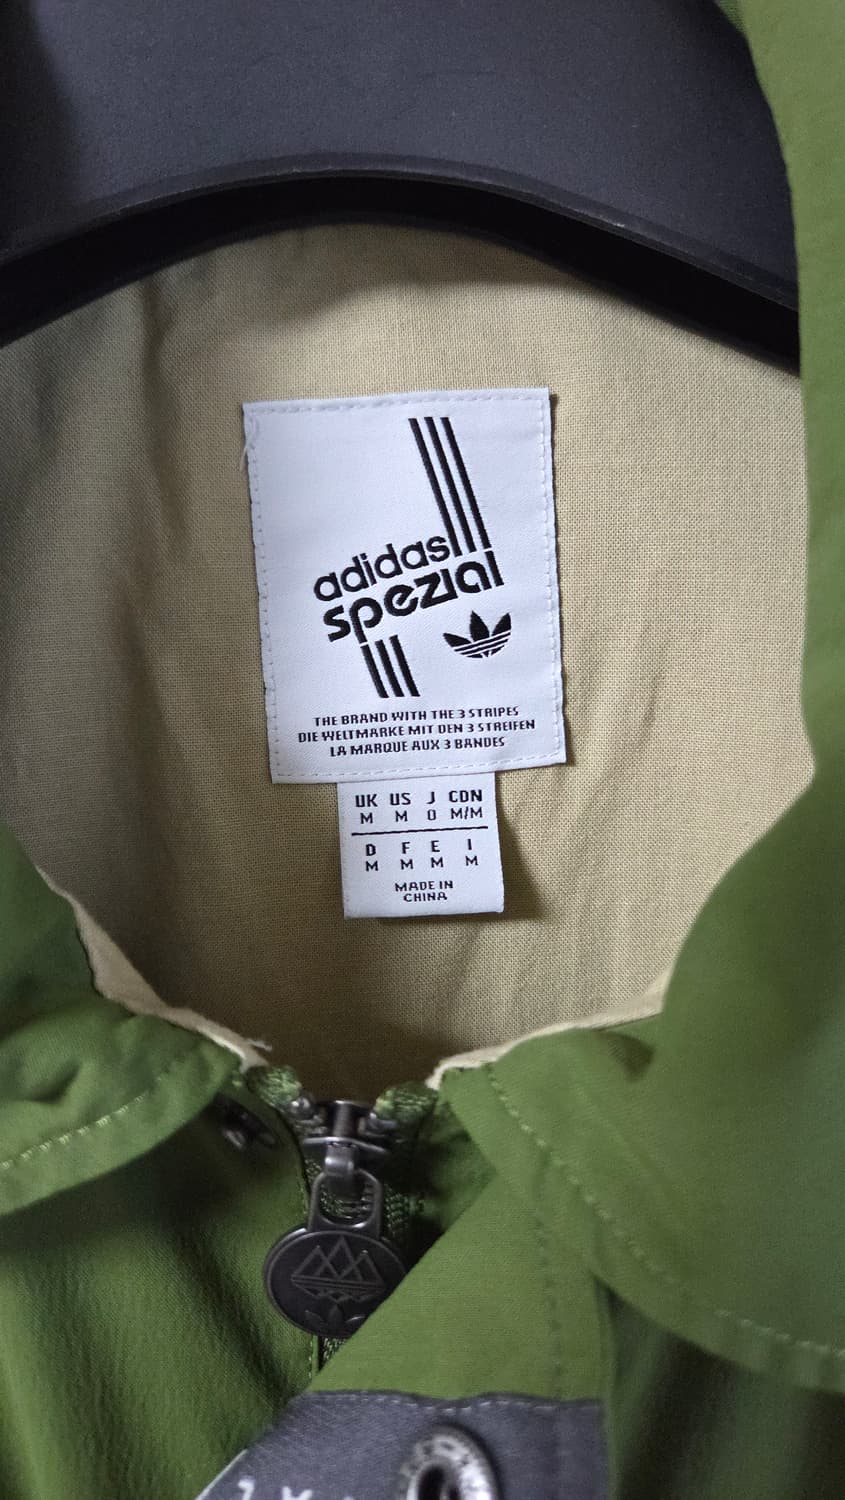 adidas
spezial
THE BRAND WITH THE 3 STRIPES
DIE WELTMARKE MIT DEN 3 STREIFEN
LA MARQUE AUX 3 BANDES
UK US J CDN
M M O M/M
D F E I
M M M M
MADE IN
CHINA